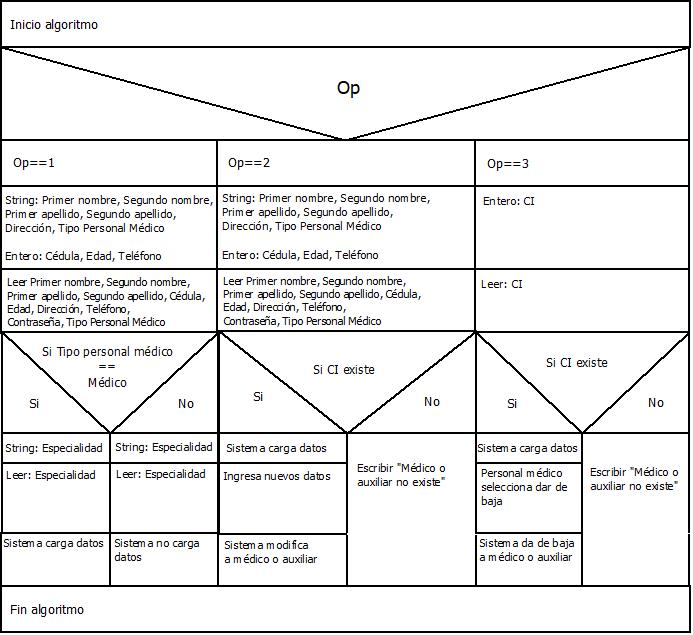 Inicio algoritmo
Op
Op==1
Op==2
Op==3
String: Primer nombre, Segundo nombre,
Primer apellido, Segundo apellido,
Dirección, Tipo Personal Médico
Entero: Cédula, Edad, Teléfono
String: Primer nombre, Segundo nombre,
Primer apellido, Segundo apellido,
Dirección, Tipo Personal Médico
Entero: Cédula, Edad, Teléfono
Entero: CI
Leer Primer nombre, Segundo nombre,
Primer apellido, Segundo apellido, Cédula,
Edad, Dirección, Teléfono,
Contraseña, Tipo Personal Médico
Leer Primer nombre, Segundo nombre,
Primer apellido, Segundo apellido, Cédula,
Edad, Dirección, Teléfono,
Contraseña, Tipo Personal Médico
Leer: CI
Si Tipo personal médico
==
Médico
Si
No
Si CI existe
Si
No
Si CI existe
Si
No
String: Especialidad
Leer: Especialidad
Sistema carga datos
String: Especialidad
Leer: Especialidad
Sistema no carga
datos
Sistema carga datos
Ingresa nuevos datos
Sistema modifica
a médico o auxiliar
Escribir "Médico o
auxiliar no existe"
Sistema carga datos
Personal médico
selecciona dar de
baja
Sistema da de baja
a médico o auxiliar
Escribir "Médico o
auxiliar no existe"
Fin algoritmo